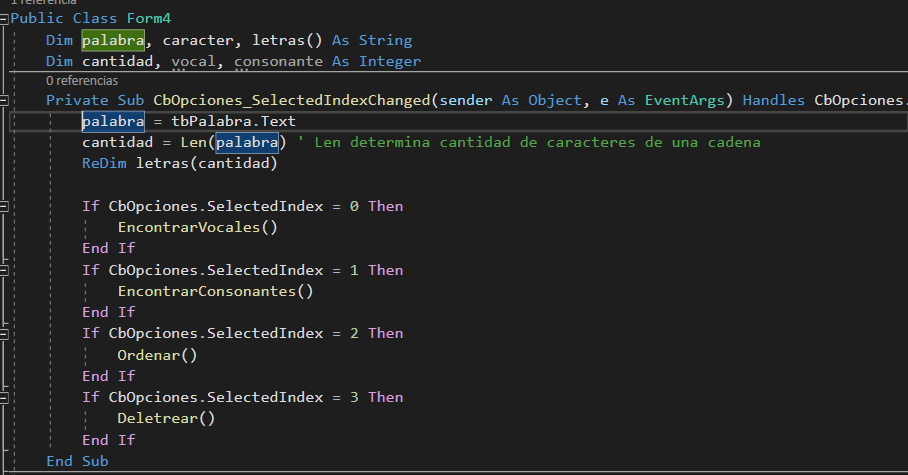 1 referencia
Public Class Form4
Dim palabra, caracter, letras() As String
Dim cantidad, vocal, consonante As Integer
0 referencias
Private Sub CbOpciones_SelectedIndexChanged(sender As Object, e As EventArgs) Handles CbOpciones.
palabra = tbPalabra.Text
cantidad = Len(palabra) ' Len determina cantidad de caracteres de una cadena
ReDim letras(cantidad)
If CbOpciones.SelectedIndex = 0 Then
EncontrarVocales()
End If
If CbOpciones.SelectedIndex = 1 Then
EncontrarConsonantes()
End If
If CbOpciones.SelectedIndex = 2 Then
Ordenar()
End If
If CbOpciones.SelectedIndex = 3 Then
Deletrear()
End If
End Sub